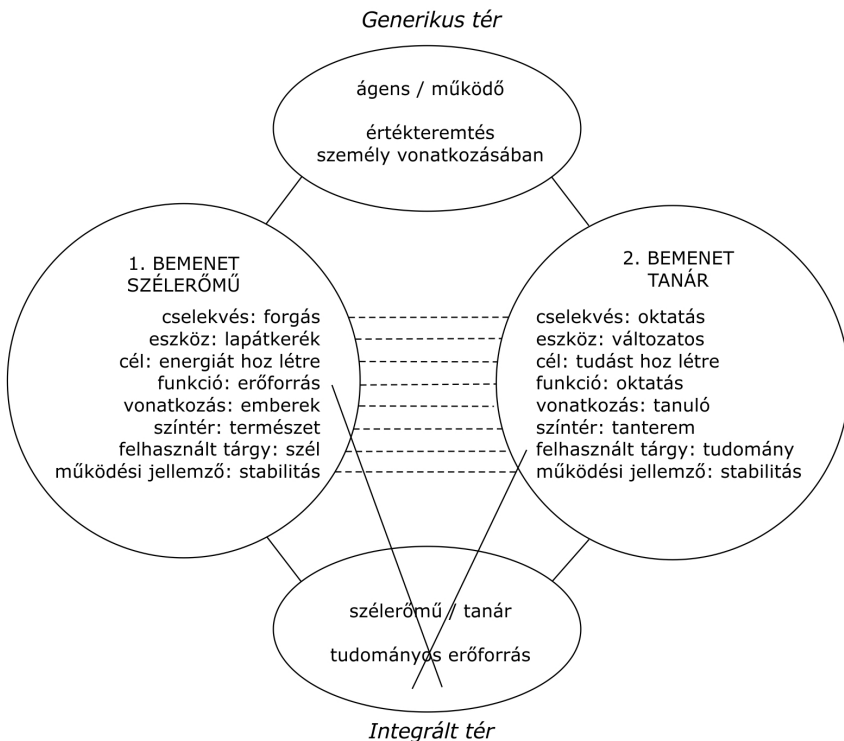 Generikus tér
ágens / működő
értékteremtés
személy vonatkozásában
1. BEMENET
SZÉLERŐMŰ
cselekvés: forgás
eszköz: lapátkerék
cél: energiát hoz létre
funkció: erőforrás
vonatkozás: emberek
színtér: természet
felhasznált tárgy: szél
működési jellemző: stabilitás
2. BEMENET
TANÁR
cselekvés: oktatás
eszköz: változatos
cél: tudást hoz létre
funkció: oktatás
vonatkozás: tanuló
színtér: tanterem
felhasznált tárgy: tudomány
működési jellemző: stabilitás
szélerőmű / tanár
tudományos erőforrás
Integrált tér